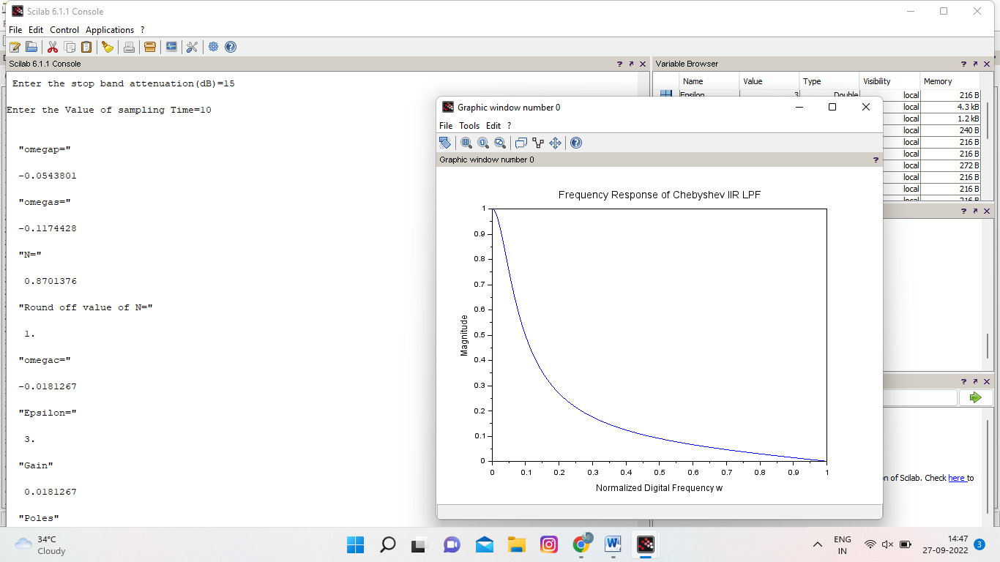 Scilab 6.1.1 Console
File Edit Control Applications ?
Scilab 6.1.1 Console
Enter the stop band attenuation(dB)=15
Enter the Value of sampling Time=10
"omegap="
-0.0543801
"omegas="
-0.1174428
"N="
0.8701376
"Round off value of N="
1.
"omegac="
-0.0181267
"Epsilon="
3.
"Gain"
0.0181267
"Poles"
Variable Browser
Name Value Type Visibility Memory
Epsilon 3 Double local 216 B
local 4.3 kB
local 1.2 kB
local 240 B
local 216 B
local 216 B
local 272 B
local 216 B
local 216 B
local 216 B
Graphic window number 0
File Tools Edit ?
Graphic window number 0
Frequency Response of Chebyshev IIR LPF
1
0.9
0.8
0.7
0.6
0.5
0.4
0.3
0.2
0.1
0
Magnitude
0 0.1 0.2 0.3 0.4 0.5 0.6 0.7 0.8 0.9 1
Normalized Digital Frequency w
of Scilab. Check here to
34°C
Cloudy
ENG
IN
14:47
27-09-2022
3